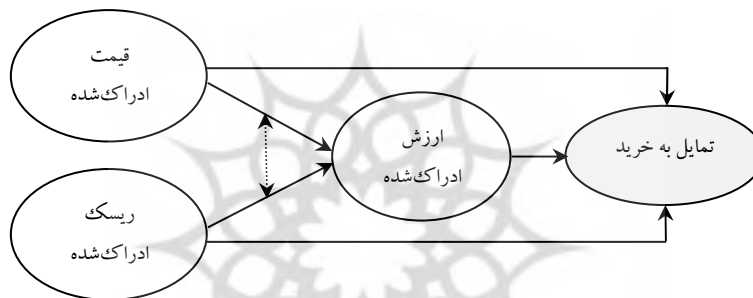 قیمت
ادراک‌شده
ارزش
ادراک‌شده
تمایل به خرید
ریسک
ادراک‌شده